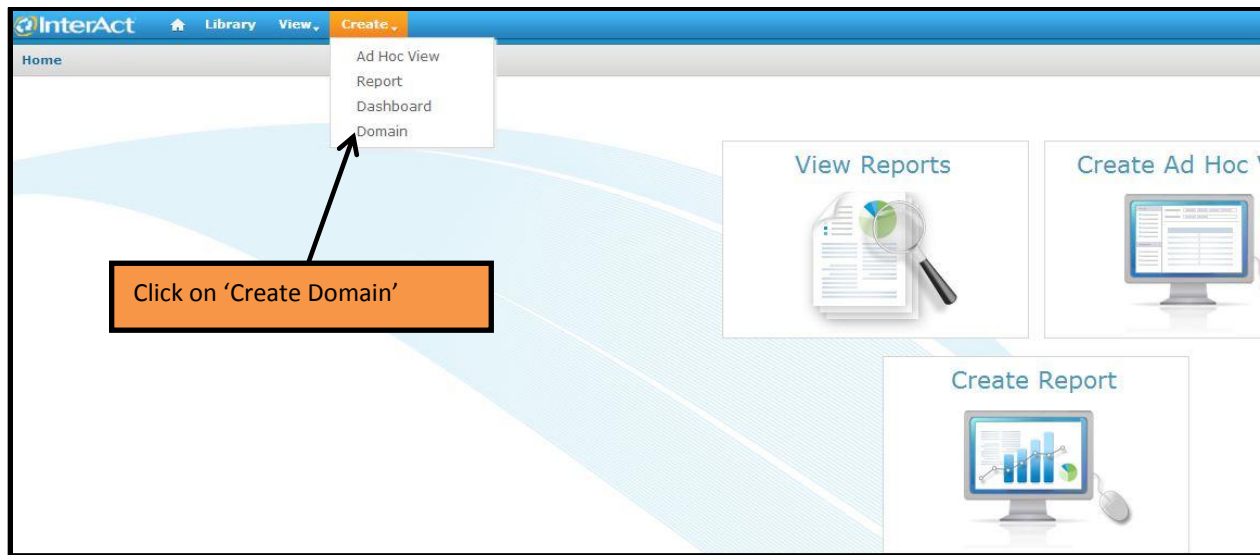 @InterAct Library View Create
Home
Ad Hoc View
Report
Dashboard
Domain
View Reports Create Ad Hoc
Click on ‘Create Domain’
Create Report